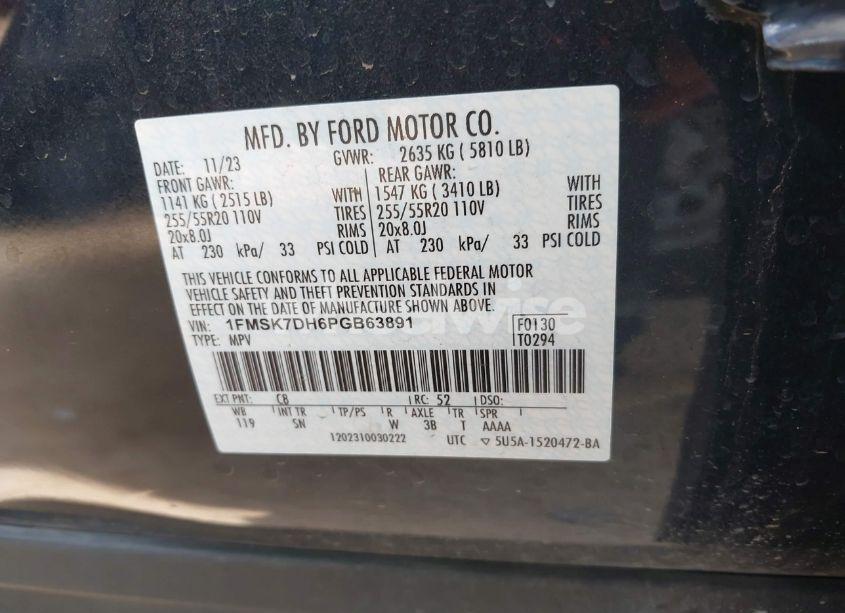 MFD. BY FORD MOTOR CO.
DATE: 11/23 GVWR: 2635 KG ( 5810 LB)
FRONT GAWR: REAR GAWR:
1141 KG ( 2515 LB) WITH 1547 KG ( 3410 LB) WITH
255/55R20 110V TIRES 255/55R20 110V TIRES
20x8.0J RIMS 20x8.0J RIMS
AT 230 kPa/ 33 PSI COLD AT 230 kPa/ 33 PSI COLD
THIS VEHICLE CONFORMS TO ALL APPLICABLE FEDERAL MOTOR
VEHICLE SAFETY AND THEFT PREVENTION STANDARDS IN
EFFECT ON THE DATE OF MANUFACTURE SHOWN ABOVE.
VIN: 1FMSK7DH6PGB63891 F0130
TYPE: MPV T0294
EXT PNT: C8 RC: 52 DSO:
WB INT TR TP/PS R AXLE TR SPR
119 SN W 3B T AAAA
1202310030222 UTC ▽ 5U5A-1520472-BA